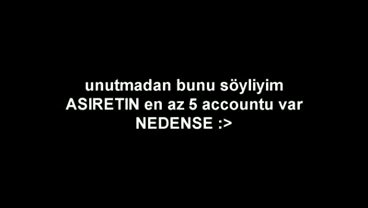 unutmadan bunu söyliyim
ASIRETIN en az 5 accountu var
NEDENSE :>